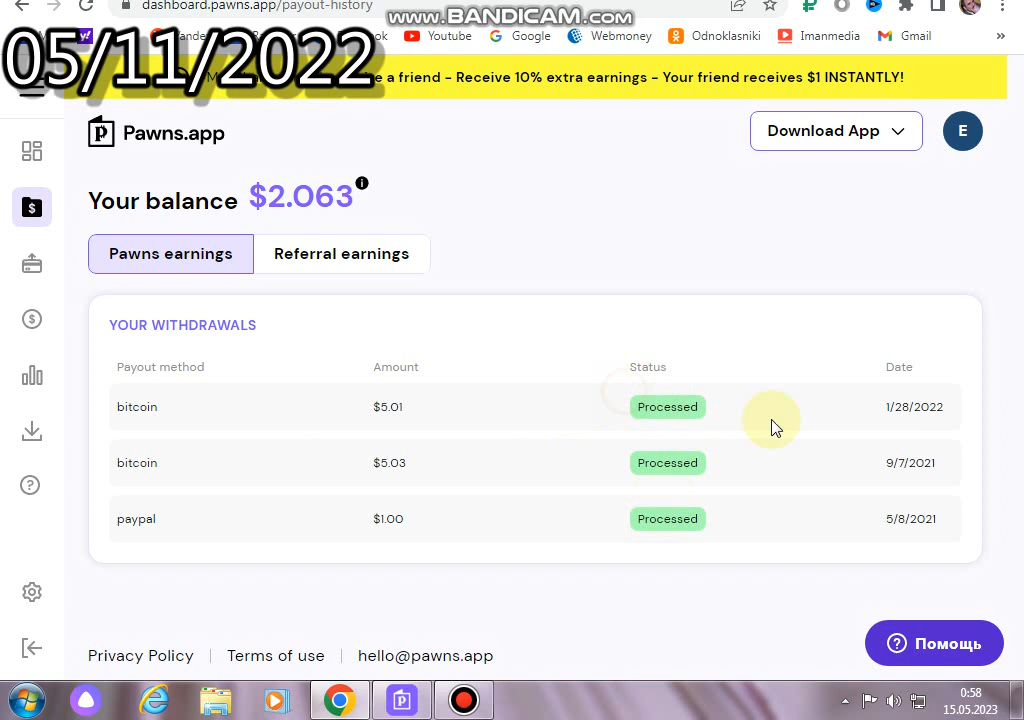 dashboard.pawns.app/payout-history
www.BANDICAM.com
Youtube
Google
Webmoney
Odnoklasniki
Imanmedia
Gmail
»
05/11/2022
e a friend - Receive 10% extra earnings - Your friend receives $1 INSTANTLY!
Pawns.app
Download App
E
Your balance $2.063
Pawns earnings
Referral earnings
YOUR WITHDRAWALS
Payout method Amount Status Date
bitcoin $5.01 Processed 1/28/2022
bitcoin $5.03 Processed 9/7/2021
paypal $1.00 Processed 5/8/2021
Privacy Policy | Terms of use | hello@pawns.app
Помощь
0:58
15.05.2023